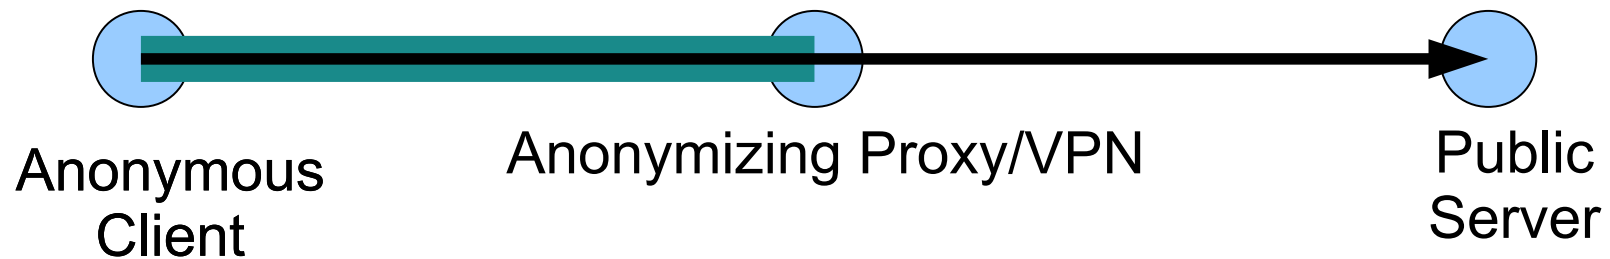 Anonymous
Client
Anonymizing Proxy/VPN
Public
Server